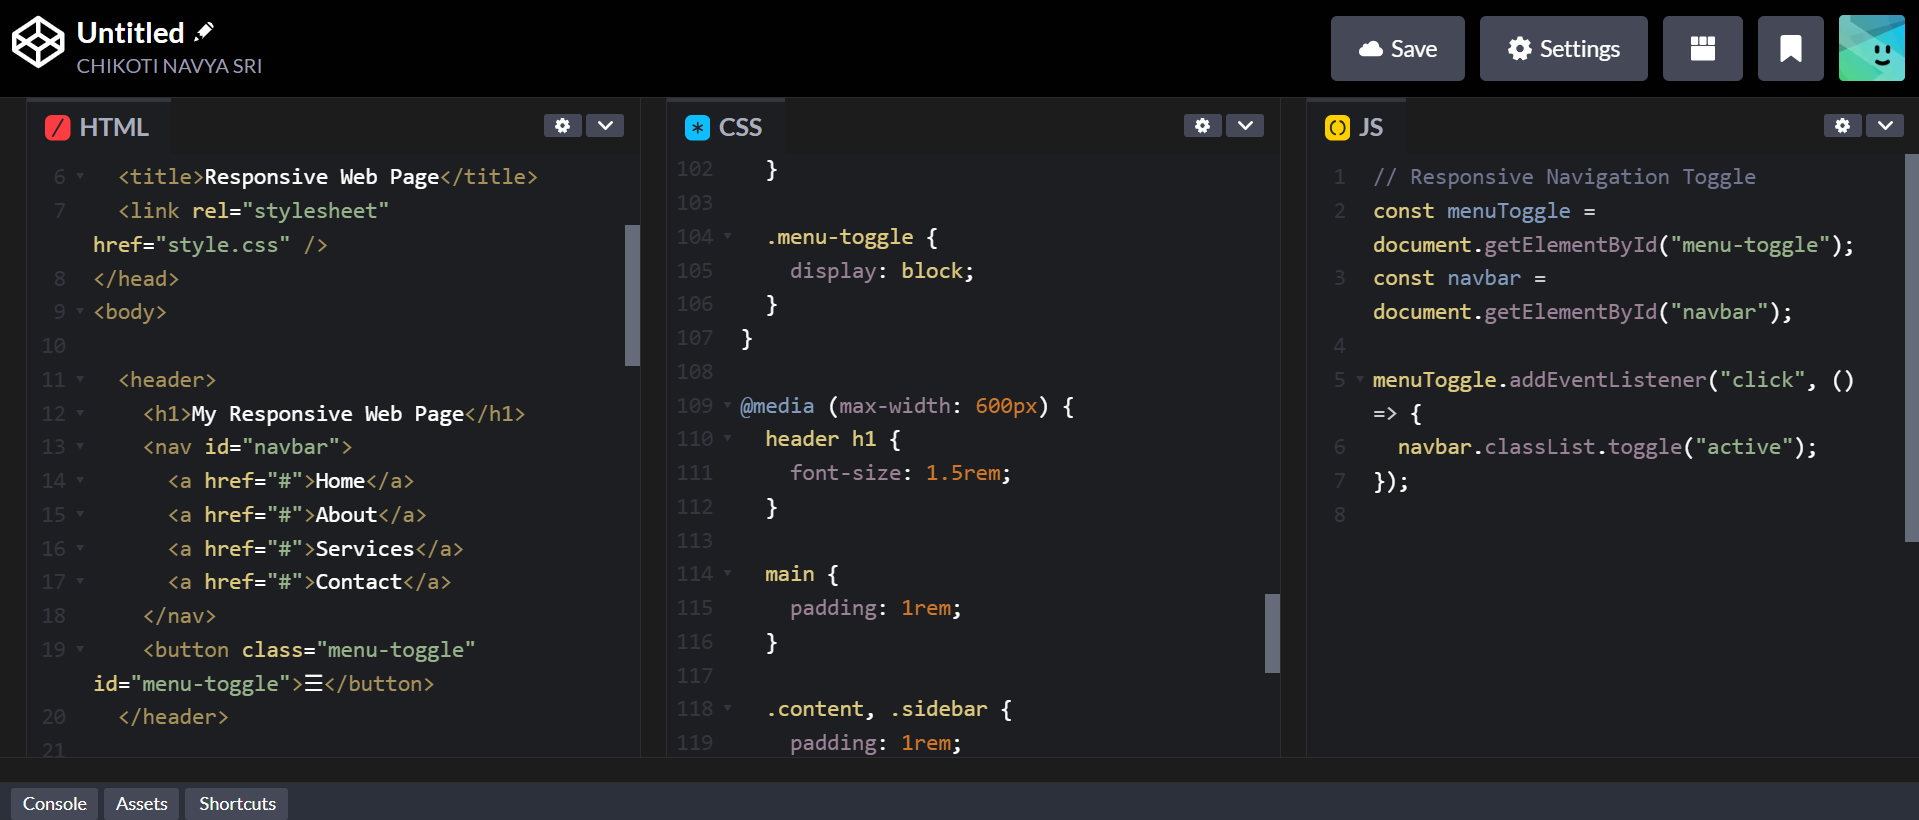 Untitled
CHIKOTI NAVYA SRI
Save
Settings
HTML
6 <title>Responsive Web Page</title>
7 <link rel="stylesheet"
href="style.css" />
8 </head>
9 <body>
10
11 <header>
12 <h1>My Responsive Web Page</h1>
13 <nav id="navbar">
14 <a href="#">Home</a>
15 <a href="#">About</a>
16 <a href="#">Services</a>
17 <a href="#">Contact</a>
18 </nav>
19 <button class="menu-toggle"
id="menu-toggle">☰</button>
20 </header>
21
CSS
102 }
103
104 .menu-toggle {
105 display: block;
106 }
107 }
108
109 @media (max-width: 600px) {
110 header h1 {
111 font-size: 1.5rem;
112 }
113
114 main {
115 padding: 1rem;
116 }
117
118 .content, .sidebar {
119 padding: 1rem;
JS
1 // Responsive Navigation Toggle
2 const menuToggle =
document.getElementById("menu-toggle");
3 const navbar =
document.getElementById("navbar");
4
5 menuToggle.addEventListener("click", ()
=> {
6 navbar.classList.toggle("active");
7 });
8
Console
Assets
Shortcuts